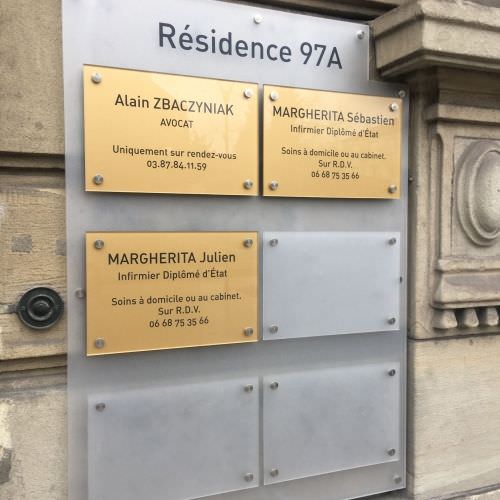 Résidence 97A
Alain ZBACZYNIAK
AVOCAT
Uniquement sur rendez-vous
03.87.84.11.59
MARGHERITA Sébastien
Infirmier Diplômé d'État
Soins à domicile ou au cabinet.
Sur R.D.V.
06 68 75 35 66
MARGHERITA Julien
Infirmier Diplômé d'État
Soins à domicile ou au cabinet.
Sur R.D.V.
06 68 75 35 66